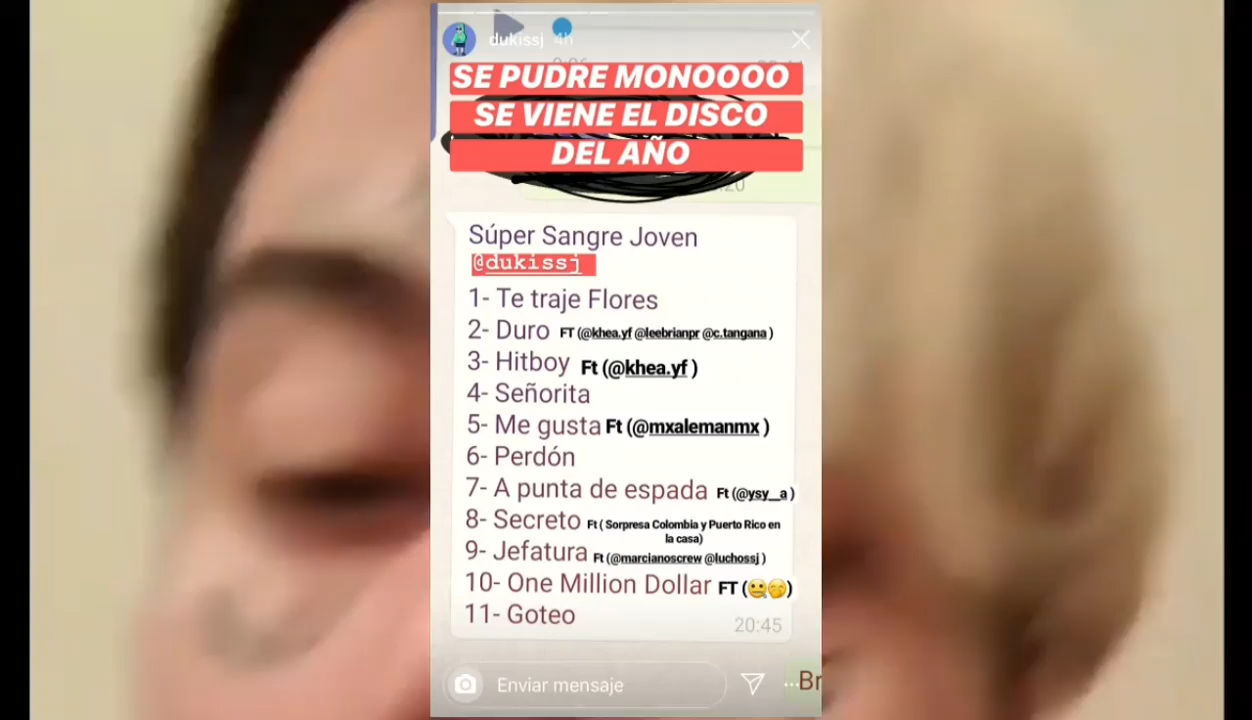 dukissj 4h
SE PUDRE MONOOOO
SE VIENE EL DISCO
DEL AÑO
Súper Sangre Joven
@dukissj
1- Te traje Flores
2- Duro FT (@khea.yf @leebrianpr @c.tangana )
3- Hitboy Ft (@khea.yf )
4- Señorita
5- Me gusta Ft (@mxalemanmx )
6- Perdón
7- A punta de espada Ft (@ysy__a )
8- Secreto Ft ( Sorpresa Colombia y Puerto Rico en
la casa)
9- Jefatura Ft (@marcianoscrew @luchossj )
10- One Million Dollar FT (🤐🤭)
11- Goteo
20:45
Enviar mensaje
Br